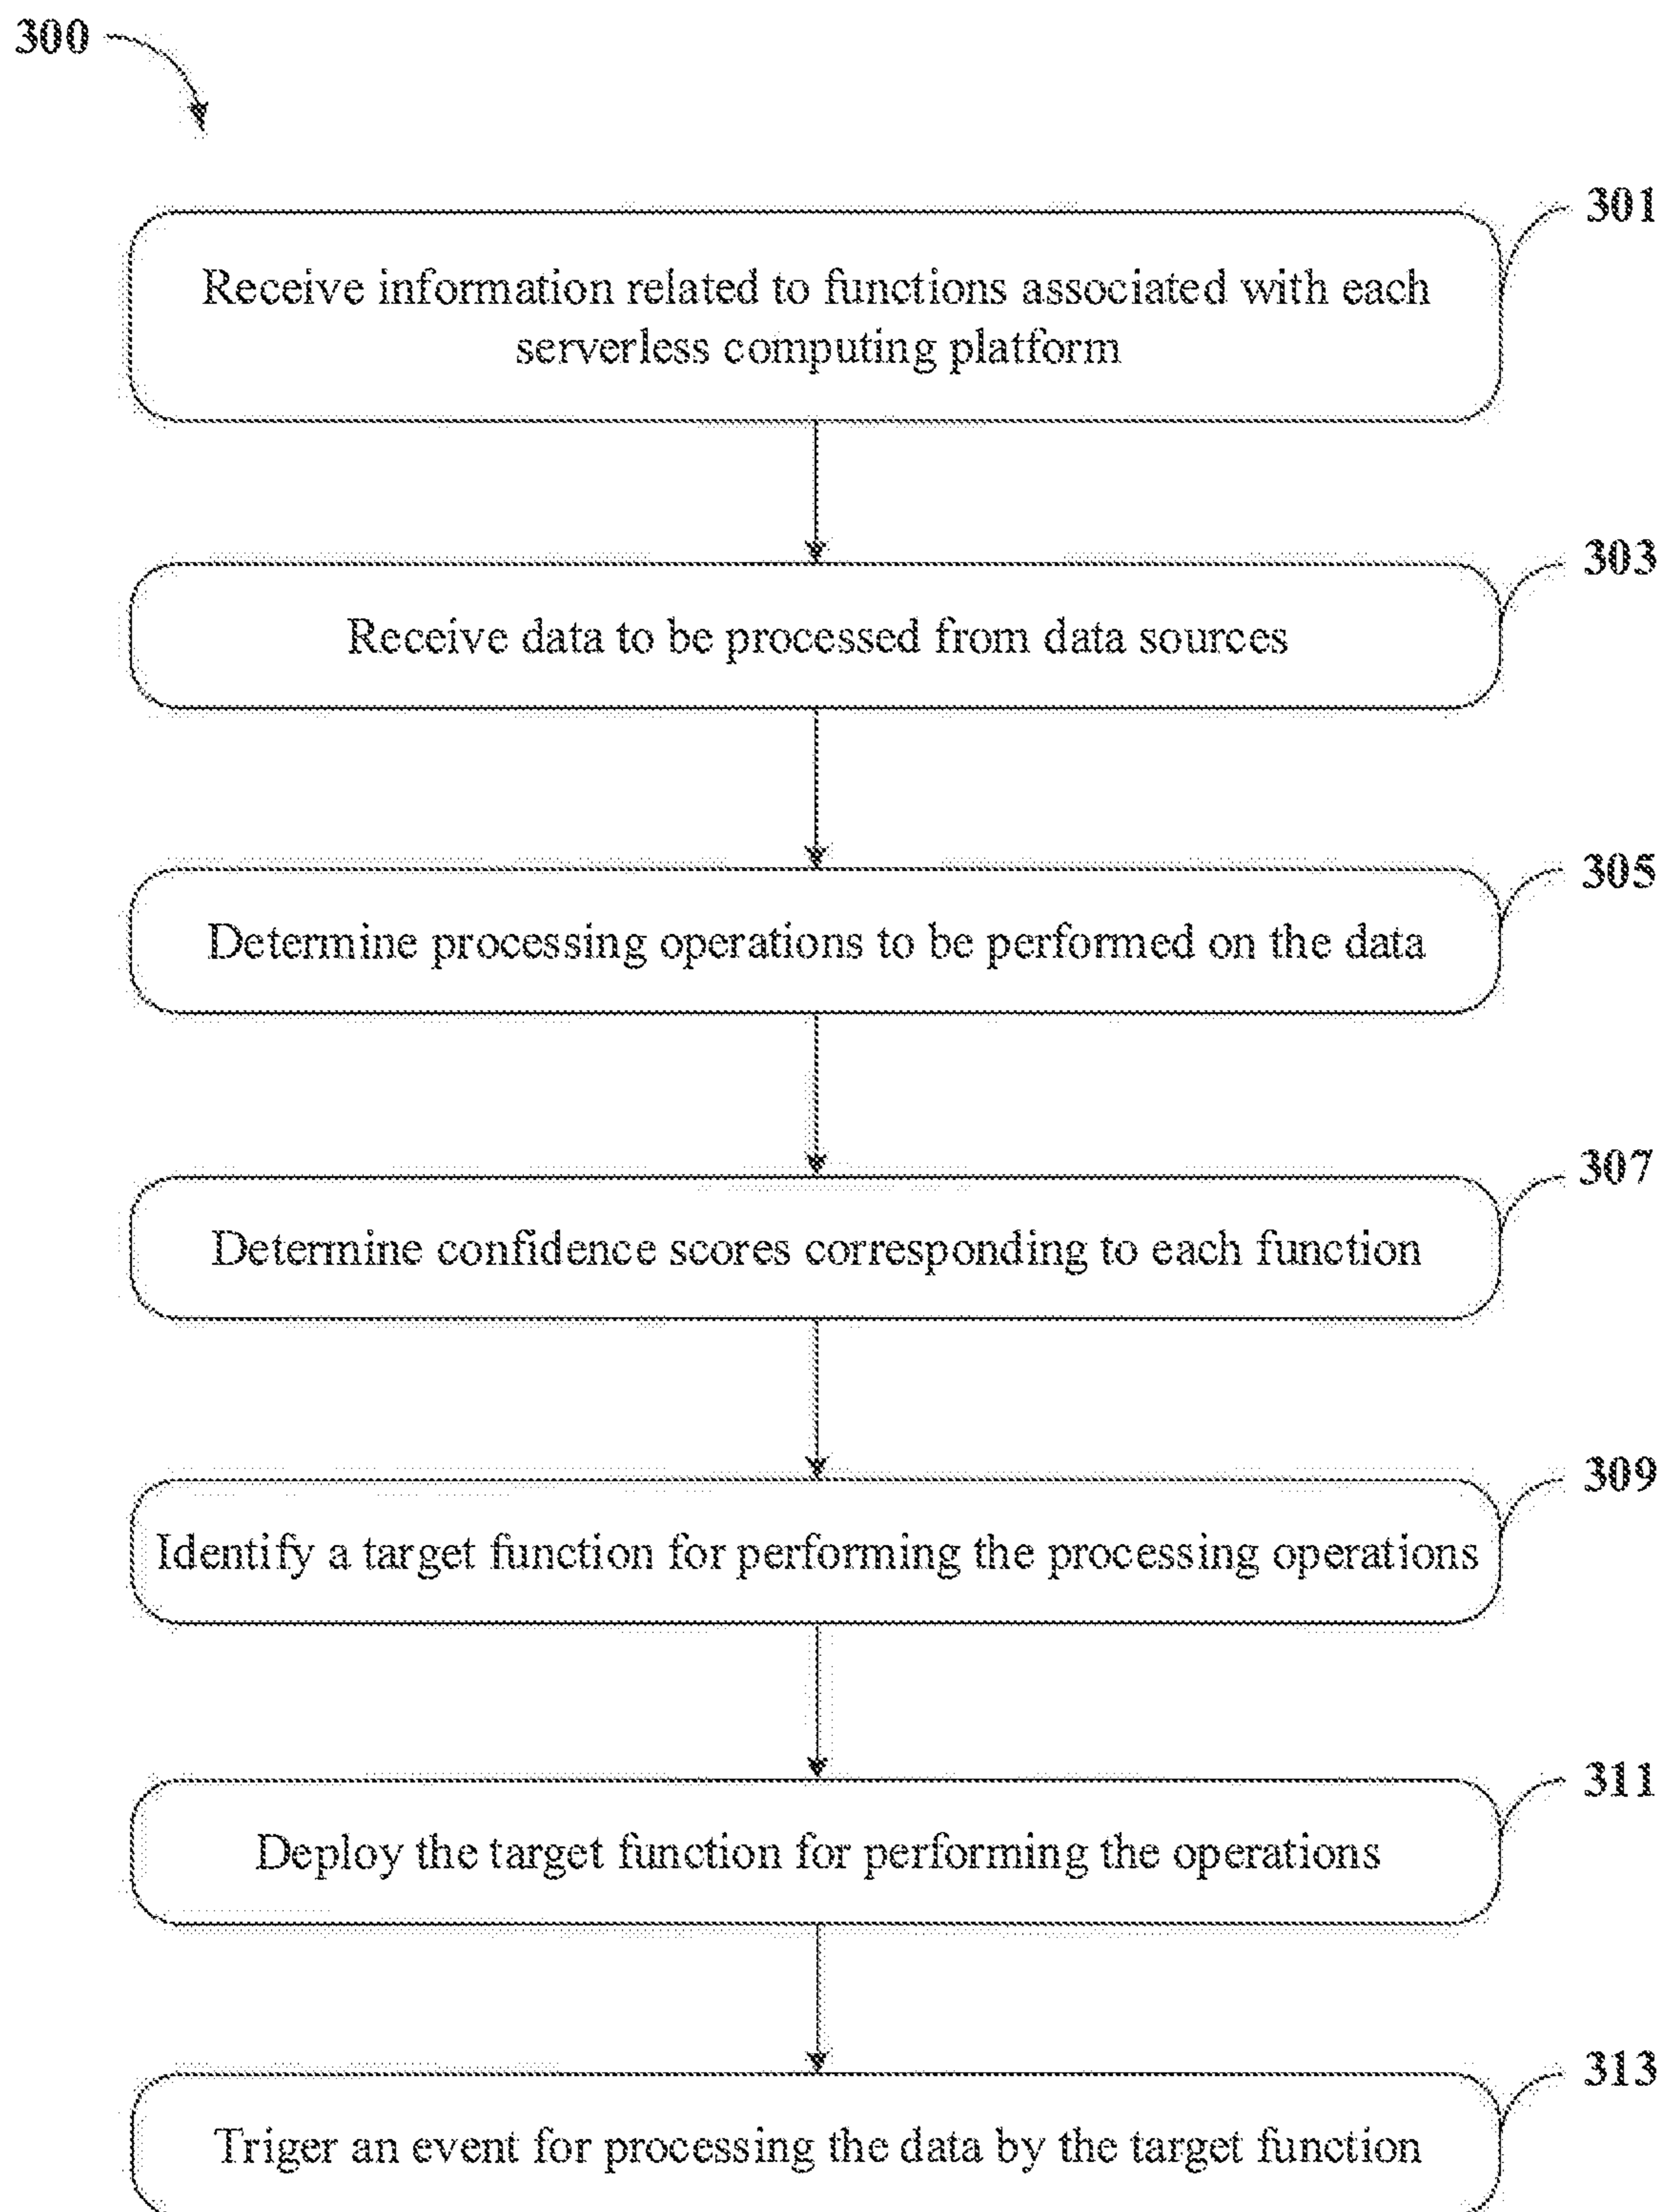 300
301
Receive information related to functions associated with each
serverless computing platform
303
Receive data to be processed from data sources
305
Determine processing operations to be performed on the data
307
Determine confidence scores corresponding to each function
309
Identify a target function for performing the processing operations
311
Deploy the target function for performing the operations
313
Triger an event for processing the data by the target function